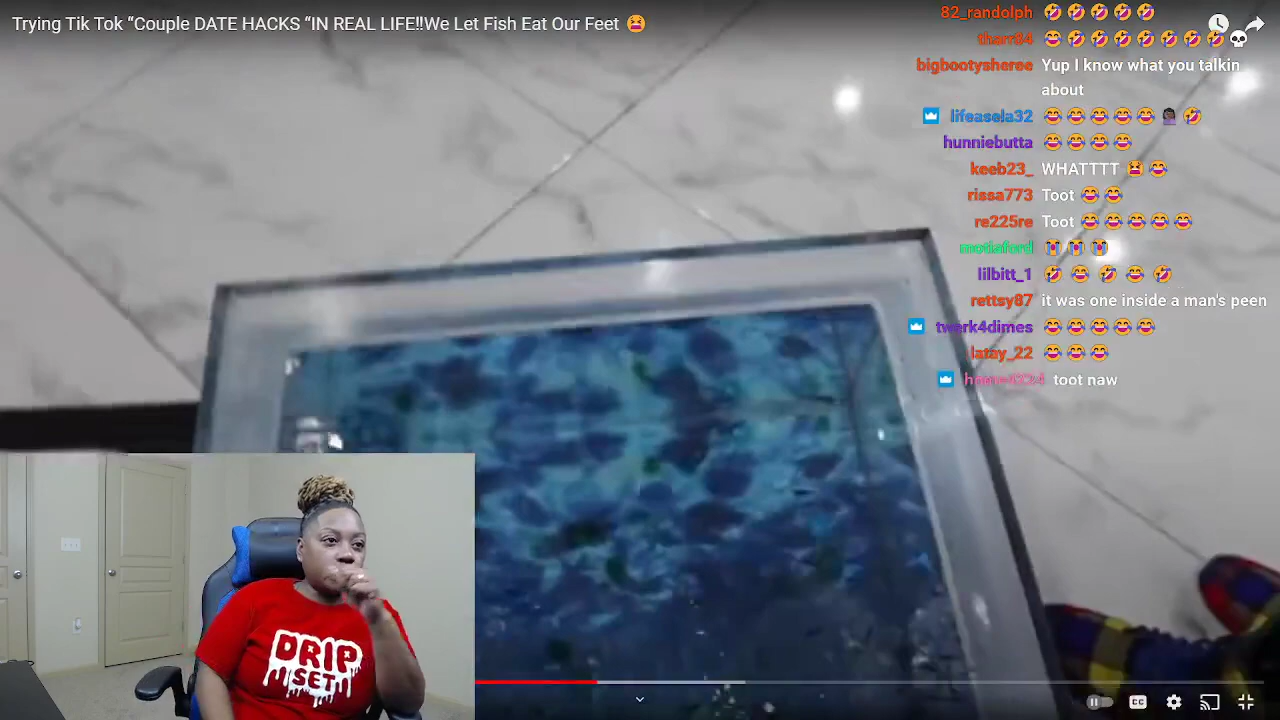 Trying Tik Tok “Couple DATE HACKS “IN REAL LIFE!!We Let Fish Eat Our Feet 😫
82_randolph 🤣🤣🤣🤣🤣
tharr84 😂🤣🤣🤣🤣🤣🤣🤣💀
bigbootysheree Yup I know what you talkin
about
lifeasela32 😂😂😂😂😂🤦🏿‍♀️🤣
hunniebutta 😂😂😂😂
keeb23_ WHATTTT 😫😂
rissa773 Toot 😂😂
re225re Toot 😂😂😂😂😂
motiaford 😭😭😭
lilbitt_1 🤣😂🤣😂🤣
rettsy87 it was one inside a man's peen
twerk4dimes 😂😂😂😂😂
latay_22 😂😂😂
toot naw
DRIP
SET
CC